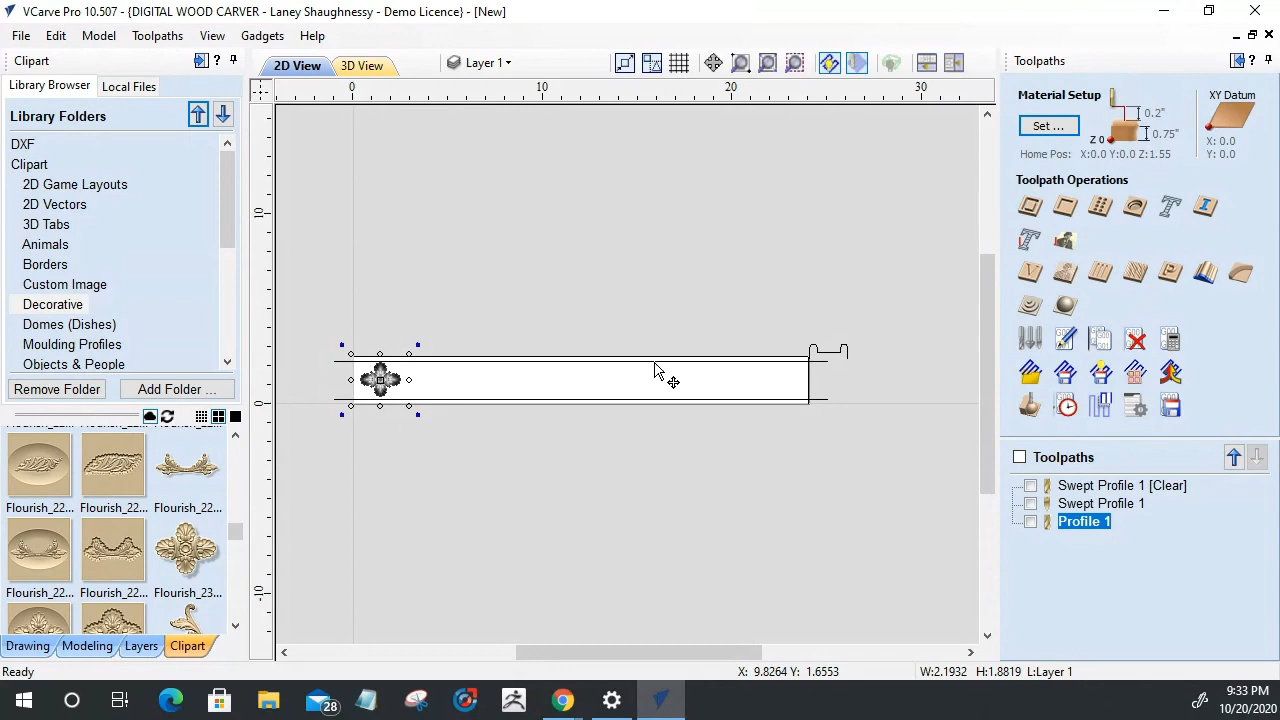 VCarve Pro 10.507 - {DIGITAL WOOD CARVER - Laney Shaughnessy - Demo Licence} - [New]
File Edit Model Toolpaths View Gadgets Help
Clipart
Library Browser Local Files
Library Folders
DXF
Clipart
2D Game Layouts
2D Vectors
3D Tabs
Animals
Borders
Custom Image
Decorative
Domes (Dishes)
Moulding Profiles
Objects & People
Remove Folder Add Folder ...
Flourish_22... Flourish_22... Flourish_22...
Flourish_22... Flourish_22... Flourish_23...
Drawing Modeling Layers Clipart
2D View 3D View Layer 1
0 10 20 30
10
0
-10
Toolpaths
Material Setup
Set ...
0.2"
0.75"
Z 0
Home Pos: X:0.0 Y:0.0 Z:1.55
XY Datum
X: 0.0
Y: 0.0
Toolpath Operations
Toolpaths
Swept Profile 1 [Clear]
Swept Profile 1
Profile 1
Ready X: 9.8264 Y: 1.6553 W:2.1932 H:1.8819 L:Layer 1
28
9:33 PM
10/20/2020